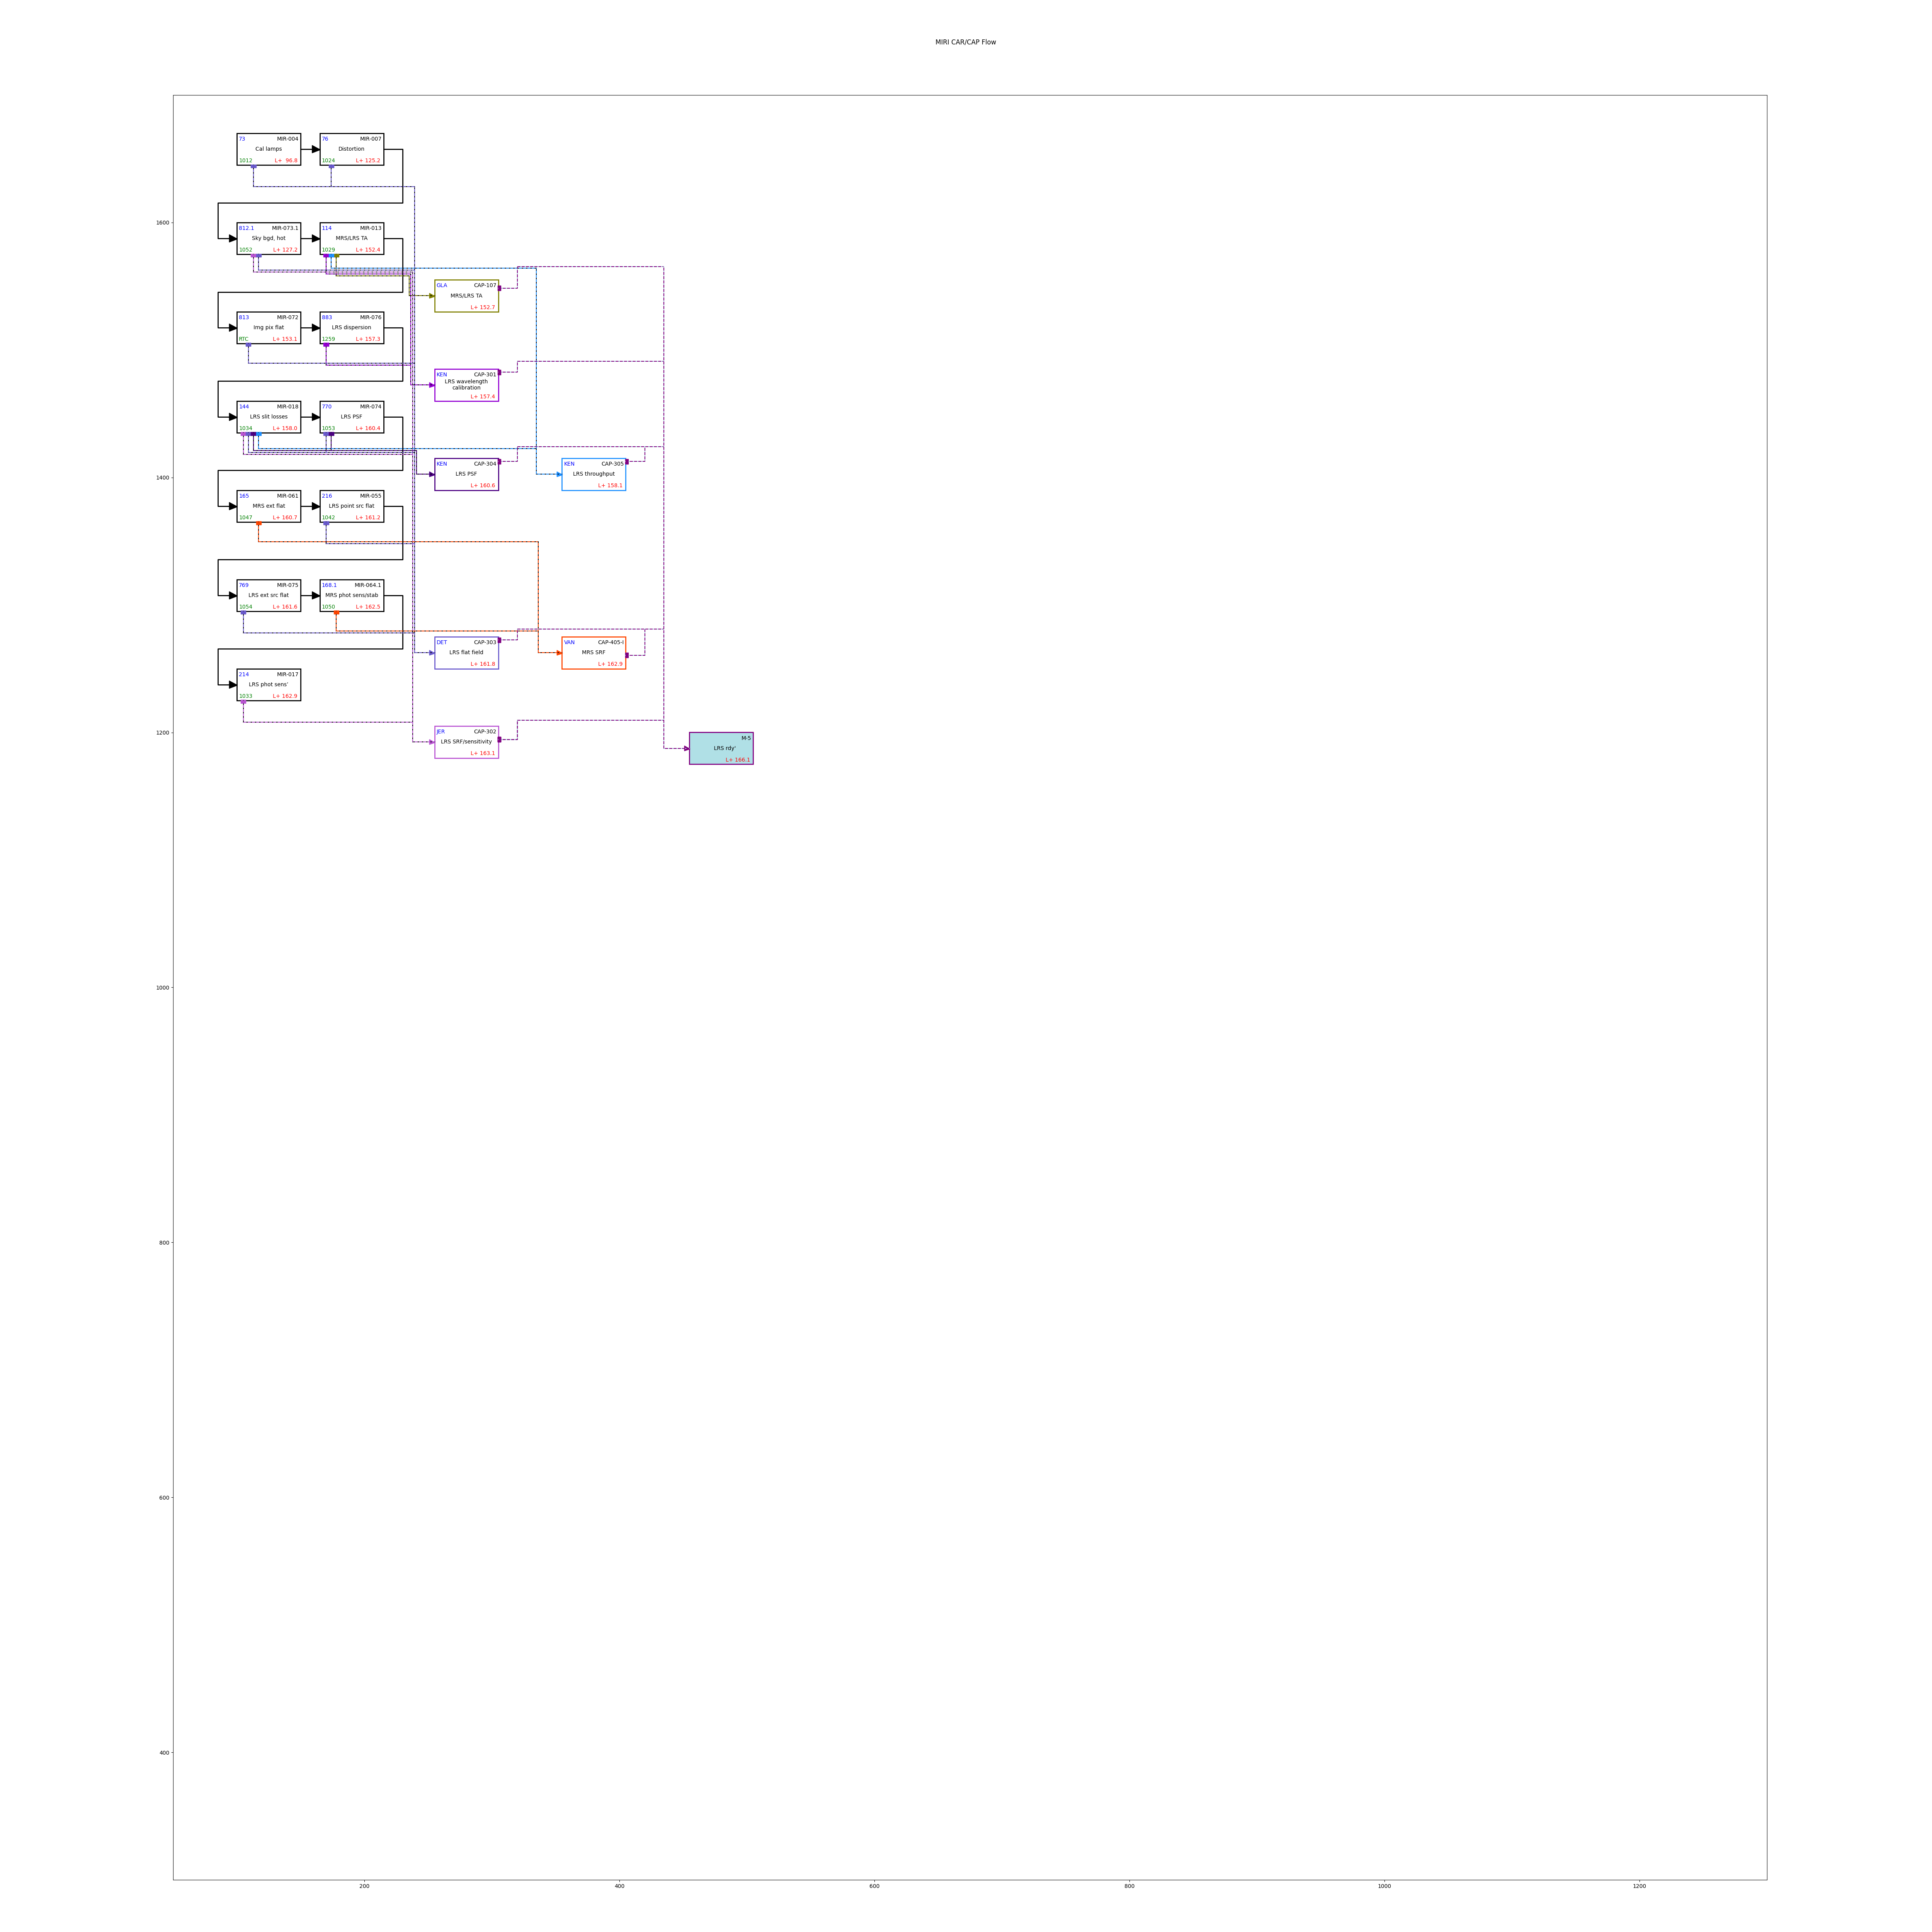 MIRI CAR/CAP Flow
73 MIR-004
Cal lamps
1012 L+ 96.8
76 MIR-007
Distortion
1024 L+ 125.2
812.1 MIR-073.1
Sky bgd, hot
1052 L+ 127.2
114 MIR-013
MRS/LRS TA
1029 L+ 152.4
GLA CAP-107
MRS/LRS TA
L+ 152.7
813 MIR-072
Img pix flat
RTC L+ 153.1
883 MIR-076
LRS dispersion
1259 L+ 157.3
KEN CAP-301
LRS wavelength
calibration
L+ 157.4
144 MIR-018
LRS slit losses
1034 L+ 158.0
770 MIR-074
LRS PSF
1053 L+ 160.4
KEN CAP-304
LRS PSF
L+ 160.6
KEN CAP-305
LRS throughput
L+ 158.1
165 MIR-061
MRS ext flat
1047 L+ 160.7
216 MIR-055
LRS point src flat
1042 L+ 161.2
769 MIR-075
LRS ext src flat
1054 L+ 161.6
168.1 MIR-064.1
MRS phot sens/stab
1050 L+ 162.5
DET CAP-303
LRS flat field
L+ 161.8
VAN CAP-405-I
MRS SRF
L+ 162.9
214 MIR-017
LRS phot sens'
1033 L+ 162.9
JER CAP-302
LRS SRF/sensitivity
L+ 163.1
M-5
LRS rdy'
L= 166.1
1600
1400
1200
1000
800
600
400
200 400 600 800 1000 1200